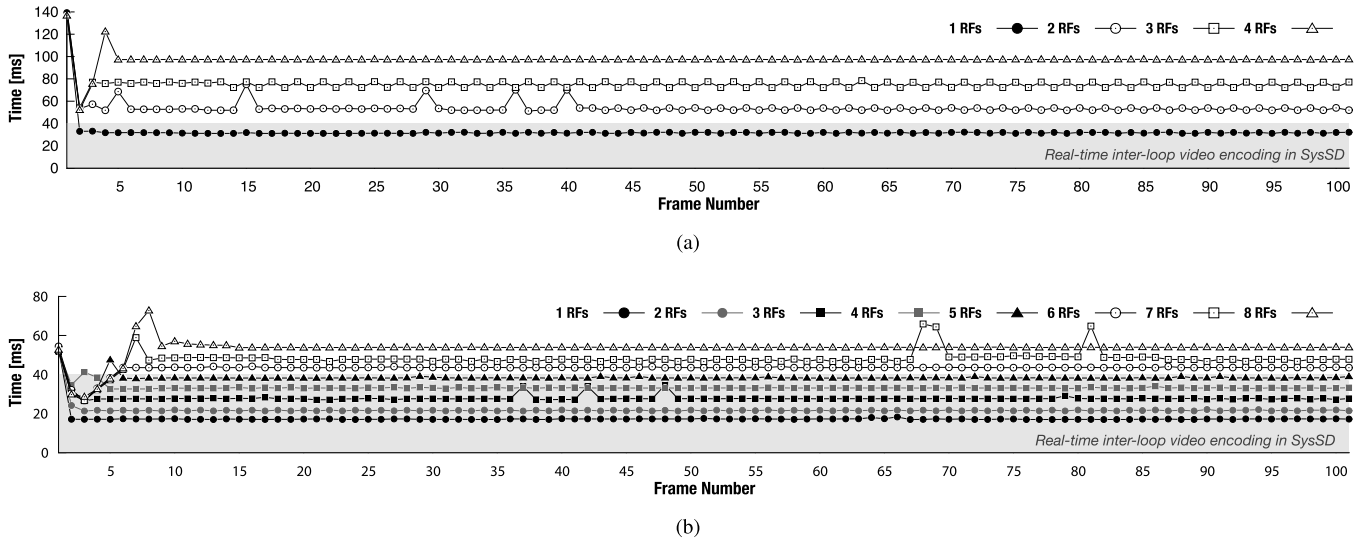 140
120
100
80
60
40
20
0
Time [ms]
1 RFs 2 RFs 3 RFs 4 RFs
Real-time inter-loop video encoding in SysSD
5 10 15 20 25 30 35 40 45 50 55 60 65 70 75 80 85 90 95 100
Frame Number
(a)
80
60
40
20
0
Time [ms]
1 RFs 2 RFs 3 RFs 4 RFs 5 RFs 6 RFs 7 RFs 8 RFs
Real-time inter-loop video encoding in SysSD
5 10 15 20 25 30 35 40 45 50 55 60 65 70 75 80 85 90 95 100
Frame Number
(b)